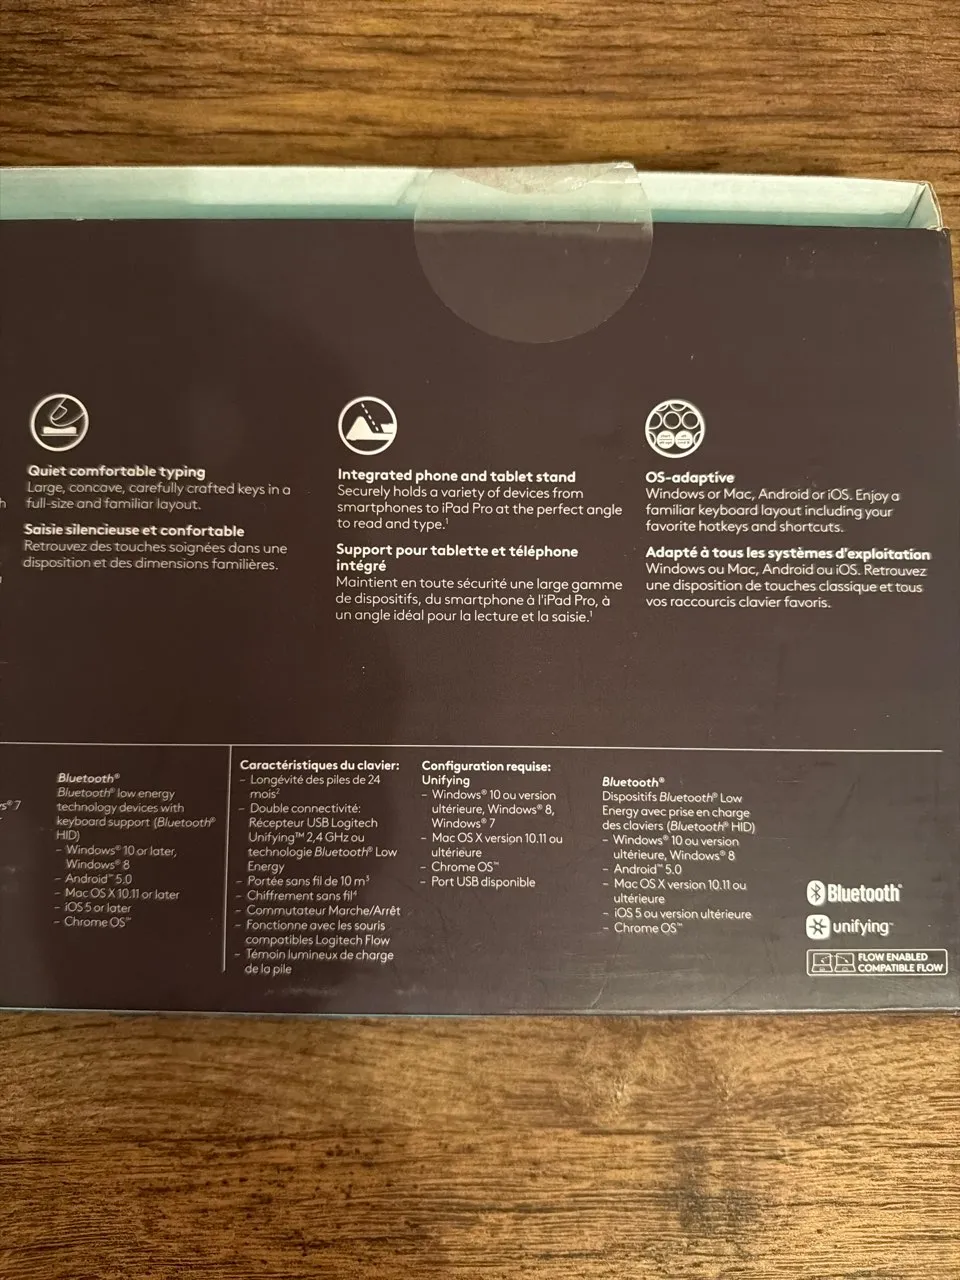 Quiet comfortable typing
Large, concave, carefully crafted keys in a
full-size and familiar layout.
Saisie silencieuse et confortable
Retrouvez des touches soignées dans une
disposition et des dimensions familières.
Integrated phone and tablet stand
Securely holds a variety of devices from
smartphones to iPad Pro at the perfect angle
to read and type.¹
Support pour tablette et téléphone
intégré
Maintient en toute sécurité une large gamme
de dispositifs, du smartphone à l'iPad Pro, à
un angle idéal pour la lecture et la saisie.¹
OS-adaptive
Windows or Mac, Android or iOS. Enjoy a
familiar keyboard layout including your
favorite hotkeys and shortcuts.
Adapté à tous les systèmes d'exploitation
Windows ou Mac, Android ou iOS. Retrouvez
une disposition de touches classique et tous
vos raccourcis clavier favoris.
Bluetooth®
Bluetooth® low energy
technology devices with
keyboard support (Bluetooth®
HID)
– Windows® 10 or later,
Windows® 8
– Android™ 5.0
– Mac OS X 10.11 or later
– iOS 5 or later
– Chrome OS™
Caractéristiques du clavier:
– Longévité des piles de 24
mois²
– Double connectivité:
Récepteur USB Logitech
Unifying™ 2,4 GHz ou
technologie Bluetooth® Low
Energy
– Portée sans fil de 10 m³
– Chiffrement sans fil⁴
– Commutateur Marche/Arrêt
– Fonctionne avec les souris
compatibles Logitech Flow
– Témoin lumineux de charge
de la pile
Configuration requise:
Unifying
– Windows® 10 ou version
ultérieure, Windows® 8,
Windows® 7
– Mac OS X version 10.11 ou
ultérieure
– Chrome OS™
– Port USB disponible
Bluetooth®
Dispositifs Bluetooth® Low
Energy avec prise en charge
des claviers (Bluetooth® HID)
– Windows® 10 ou version
ultérieure, Windows® 8
– Android™ 5.0
– Mac OS X version 10.11 ou
ultérieure
– iOS 5 ou version ultérieure
– Chrome OS™
Bluetooth®
unifying™
FLOW ENABLED
COMPATIBLE FLOW